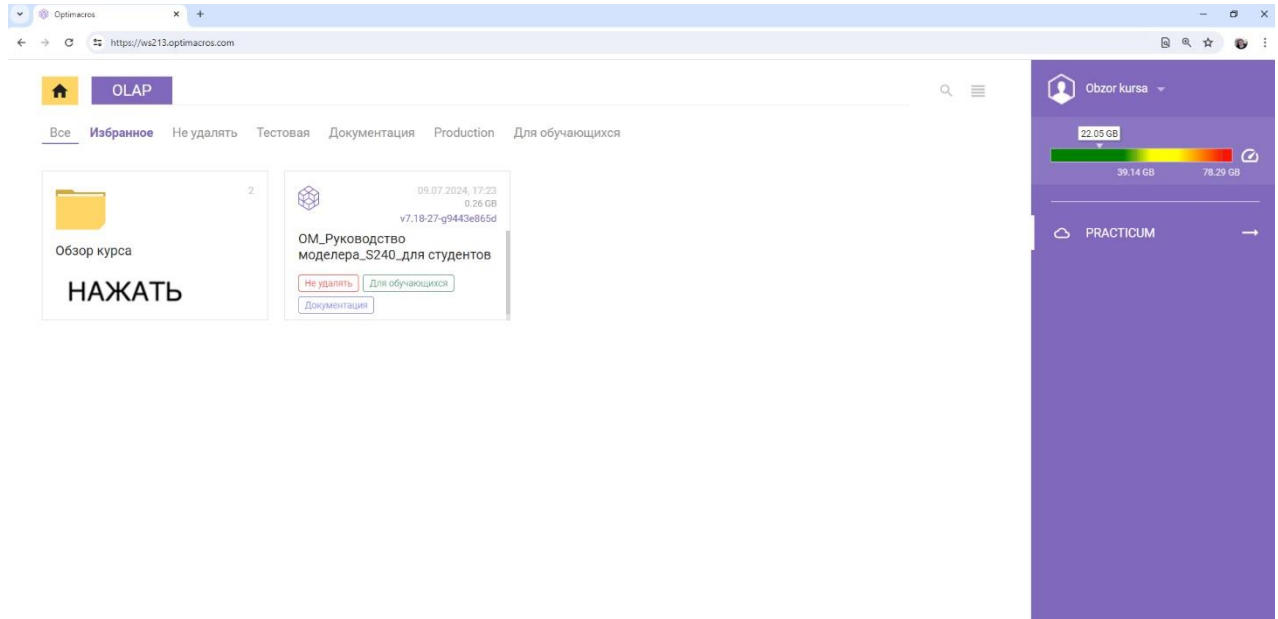 Optimacros
https://ws213.optimacros.com
OLAP
Obzor kursa
Все Избранное Не удалять Тестовая Документация Production Для обучающихся
22.05 GB
39.14 GB 78.29 GB
2
Обзор курса
НАЖАТЬ
09.07.2024, 17:23
0.26 GB
v7.18-27-g9443e865d
ОМ_Руководство
моделера_S240_для студентов
Не удалять Для обучающихся
Документация
PRACTICUM